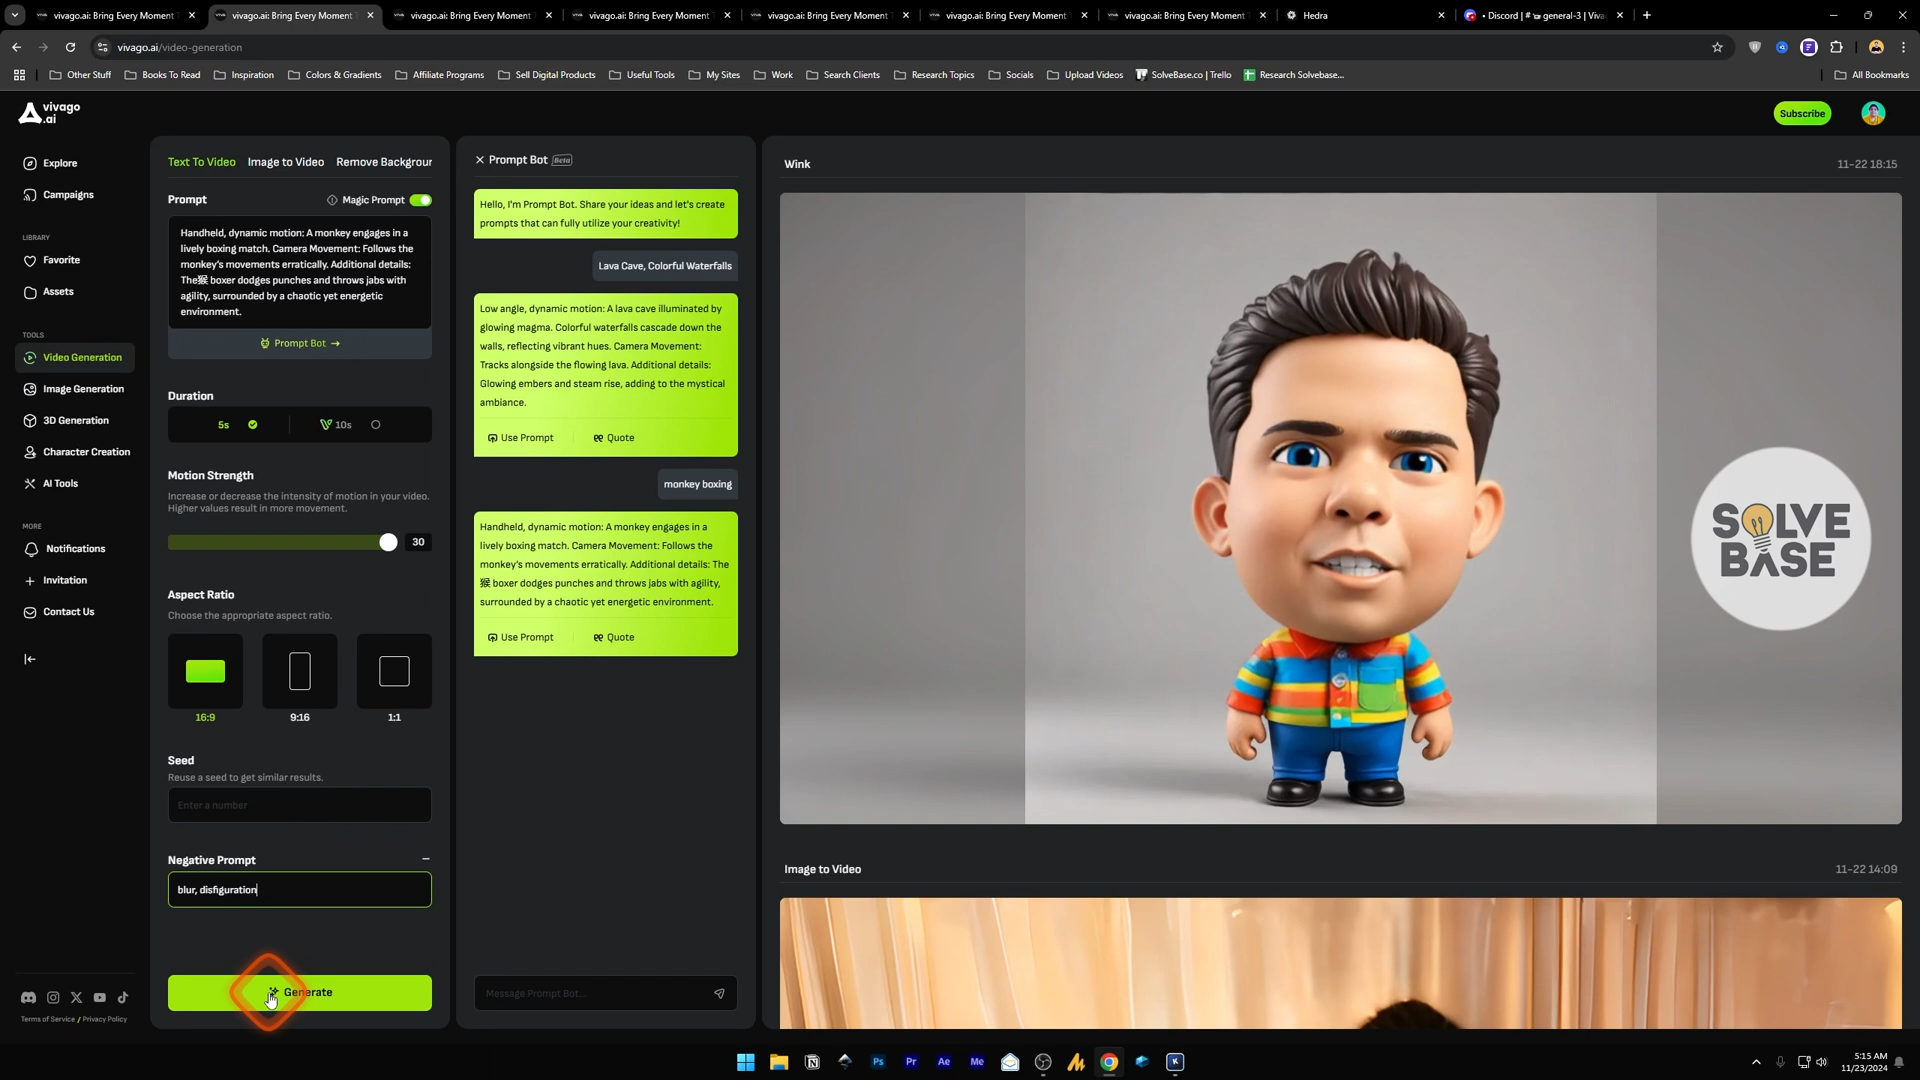 vivago.ai: Bring Every Moment
vivago.ai: Bring Every Moment
vivago.ai: Bring Every Moment
vivago.ai: Bring Every Moment
vivago.ai: Bring Every Moment
vivago.ai: Bring Every Moment
vivago.ai: Bring Every Moment
Hedra
• Discord | #
general-3 | Viva
vivago.ai/video-generation
Other Stuff
Books To Read
Inspiration
Colors & Gradients
Affiliate Programs
Sell Digital Products
Useful Tools
My Sites
Work
Search Clients
Research Topics
Socials
Upload Videos
SolveBase.co | Trello
Research Solvebase...
All Bookmarks
vivago
.ai
Subscribe
Explore
Campaigns
LIBRARY
Favorite
Assets
TOOLS
Video Generation
Image Generation
3D Generation
Character Creation
AI Tools
MORE
Notifications
Invitation
Contact Us
Terms of Service / Privacy Policy
Text To Video
Image to Video
Remove Backgroun
Prompt
Magic Prompt
Handheld, dynamic motion: A monkey engages in a
lively boxing match. Camera Movement: Follows the
monkey's movements erratically. Additional details:
The猴 boxer dodges punches and throws jabs with
agility, surrounded by a chaotic yet energetic
environment.
Prompt Bot →
Duration
5s
10s
Motion Strength
Increase or decrease the intensity of motion in your video.
Higher values result in more movement.
30
Aspect Ratio
Choose the appropriate aspect ratio.
16:9
9:16
1:1
Seed
Reuse a seed to get similar results.
Enter a number
Negative Prompt
blur, disfiguration
Generate
Prompt Bot Beta
Hello, I'm Prompt Bot. Share your ideas and let's create
prompts that can fully utilize your creativity!
Lava Cave, Colorful Waterfalls
Low angle, dynamic motion: A lava cave illuminated by
glowing magma. Colorful waterfalls cascade down the
walls, reflecting vibrant hues. Camera Movement:
Tracks alongside the flowing lava. Additional details:
Glowing embers and steam rise, adding to the mystical
ambiance.
Use Prompt
Quote
monkey boxing
Handheld, dynamic motion: A monkey engages in a
lively boxing match. Camera Movement: Follows the
monkey's movements erratically. Additional details: The
猴 boxer dodges punches and throws jabs with agility,
surrounded by a chaotic yet energetic environment.
Use Prompt
Quote
Message Prompt Bot...
Wink
11-22 18:15
SOLVE
BASE
Image to Video
11-22 14:09
Ps
Pr
Ae
Me
K
5:15 AM
11/23/2024